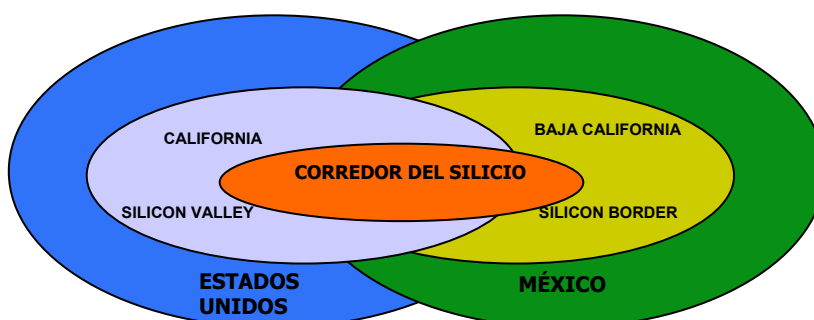 BAJA CALIFORNIA
CALIFORNIA
CORREDOR DEL SILICIO
SILICON VALLEY
SILICON BORDER
ESTADOS
UNIDOS
MÉXICO